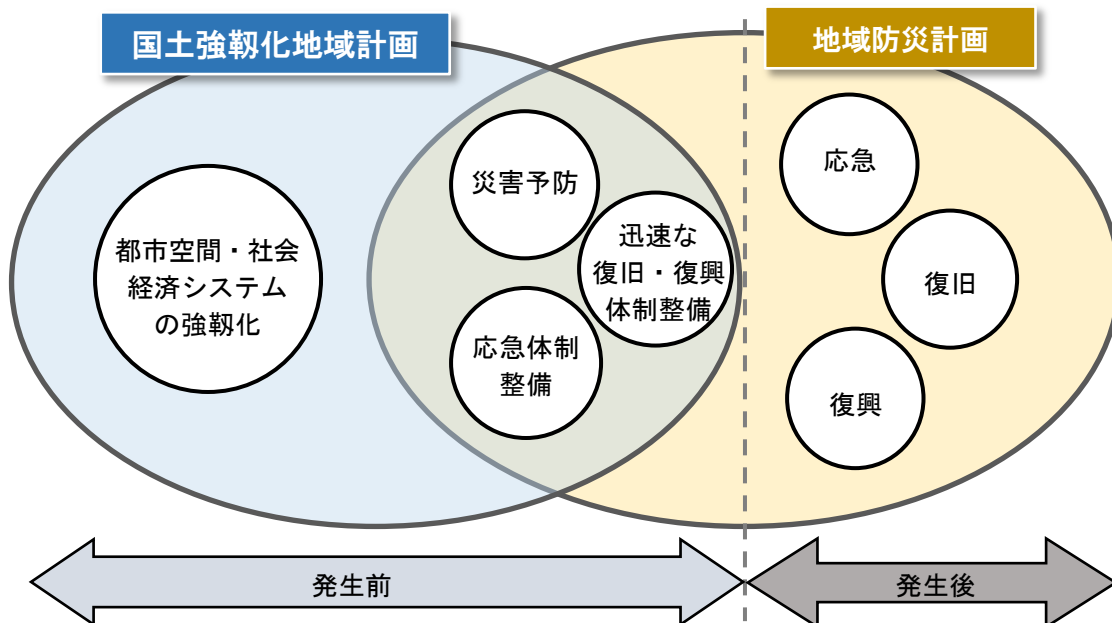 国土強靱化地域計画
地域防災計画
都市空間・社会
経済システム
の強靱化
災害予防
迅速な
復旧・復興
体制整備
応急体制
整備
応急
復旧
復興
発生前
発生後